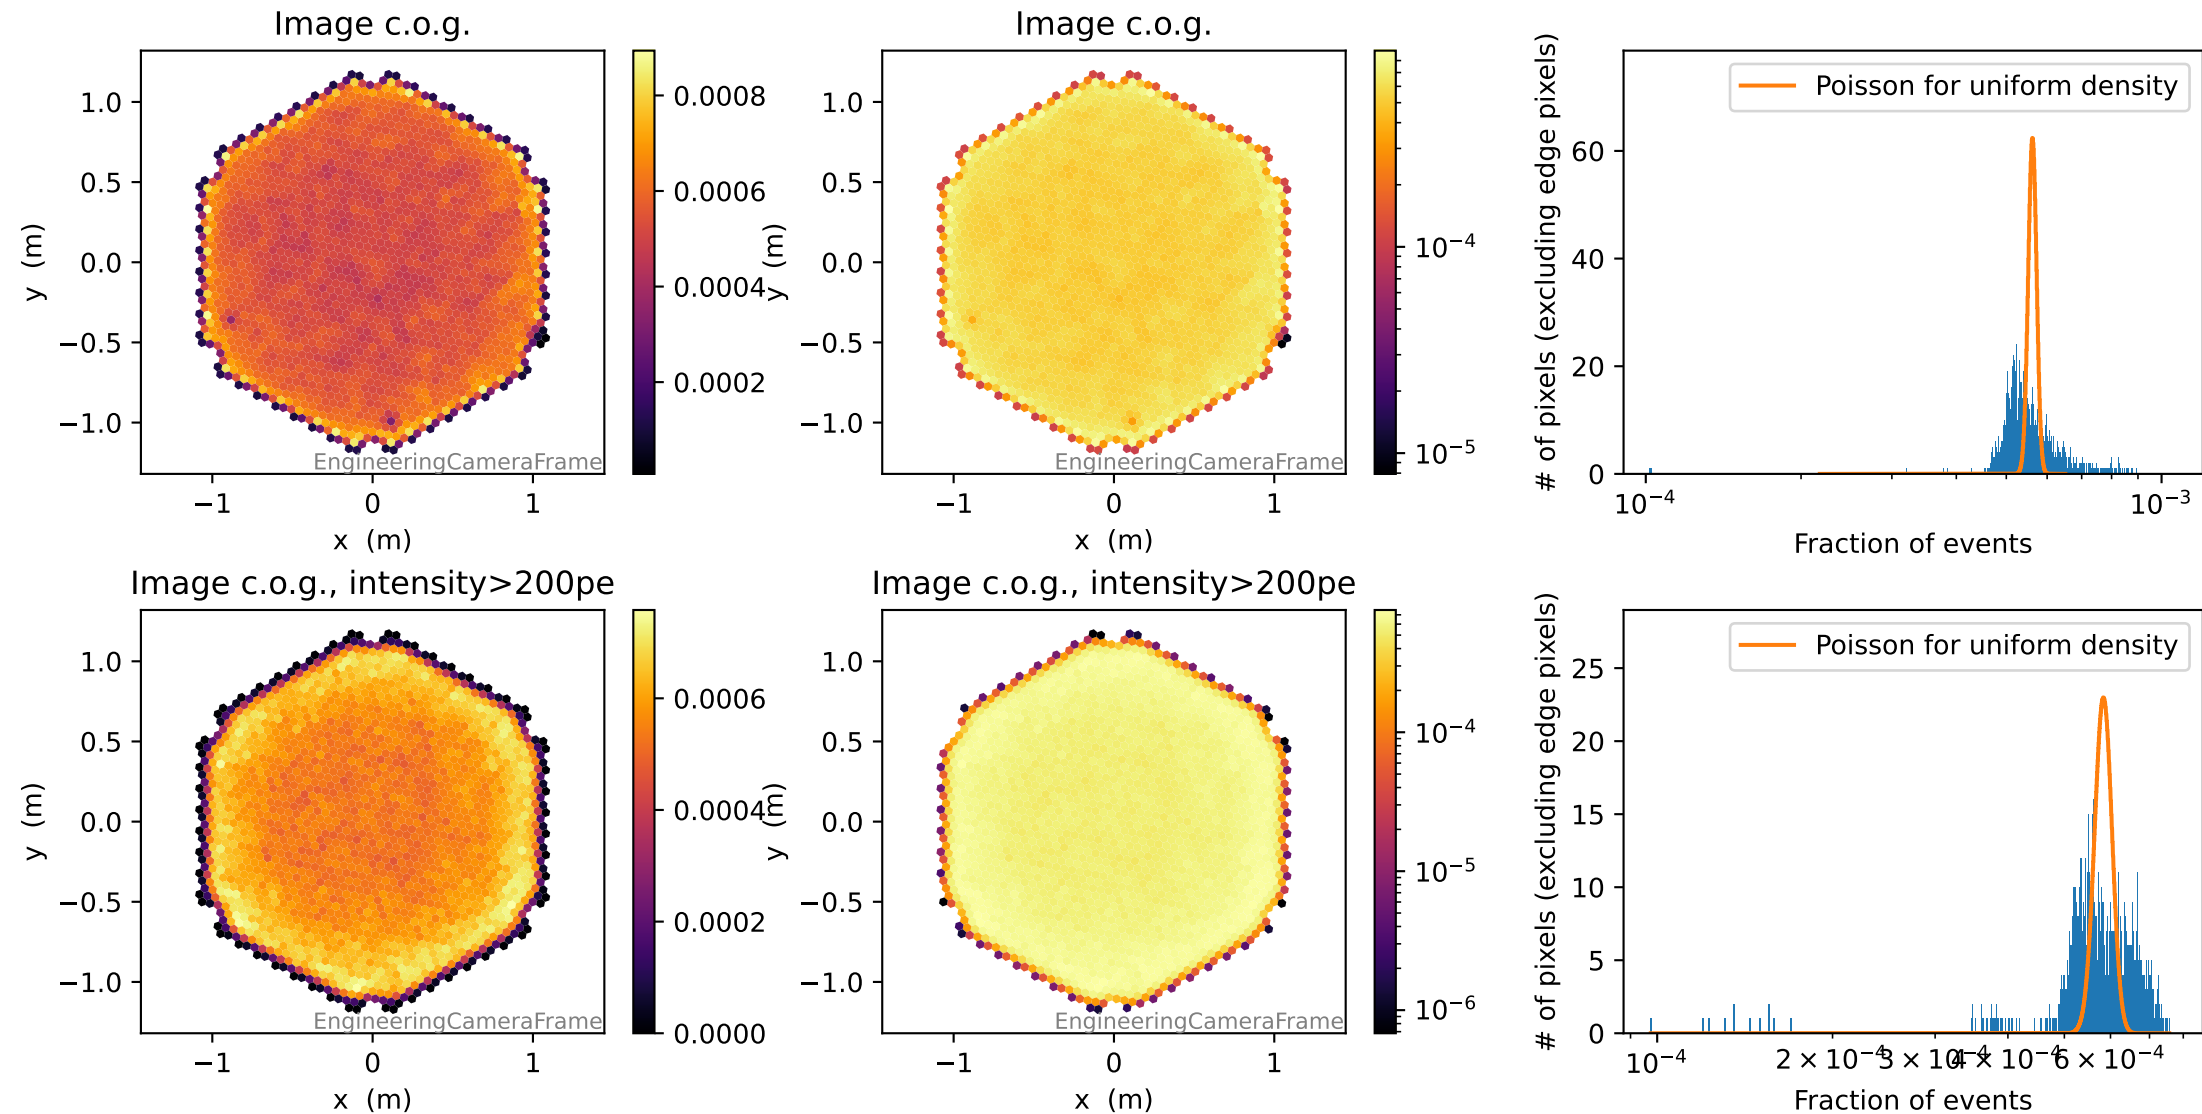 Image c.o.g.
1.0
0.5
0.0
−0.5
−1.0
y (m)
−1
0
1
x (m)
EngineeringCameraFrame
0.0008
0.0006
0.0004
0.0002
Image c.o.g.
1.0
0.5
0.0
−0.5
−1.0
y (m)
−1
0
1
x (m)
EngineeringCameraFrame
10⁻⁴
10⁻⁵
Poisson for uniform density
# of pixels (excluding edge pixels)
60
40
20
0
10⁻⁴
10⁻³
Fraction of events
Image c.o.g., intensity>200pe
1.0
0.5
0.0
−0.5
−1.0
y (m)
−1
0
1
x (m)
EngineeringCameraFrame
0.0006
0.0004
0.0002
0.0000
Image c.o.g., intensity>200pe
1.0
0.5
0.0
−0.5
−1.0
y (m)
−1
0
1
x (m)
EngineeringCameraFrame
10⁻⁴
10⁻⁵
10⁻⁶
Poisson for uniform density
# of pixels (excluding edge pixels)
25
20
15
10
5
0
10⁻⁴
2 × 10⁻⁴
3 × 10⁻⁴
4 × 10⁻⁴
6 × 10⁻⁴
Fraction of events